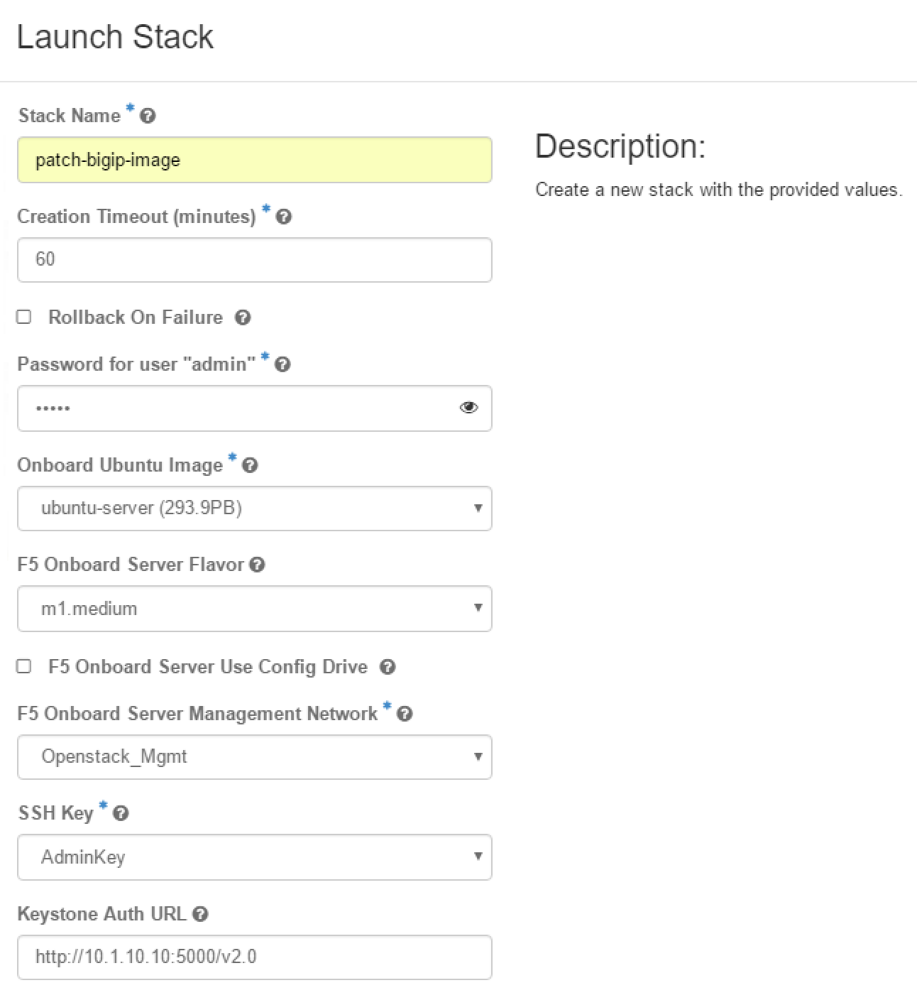 Launch Stack
Stack Name *
patch-bigip-image
Description:
Create a new stack with the provided values.
Creation Timeout (minutes) *
60
Rollback On Failure
Password for user "admin" *
•••••
Onboard Ubuntu Image *
ubuntu-server (293.9PB)
F5 Onboard Server Flavor
m1.medium
F5 Onboard Server Use Config Drive
F5 Onboard Server Management Network *
Openstack_Mgmt
SSH Key *
AdminKey
Keystone Auth URL
http://10.1.10.10:5000/v2.0